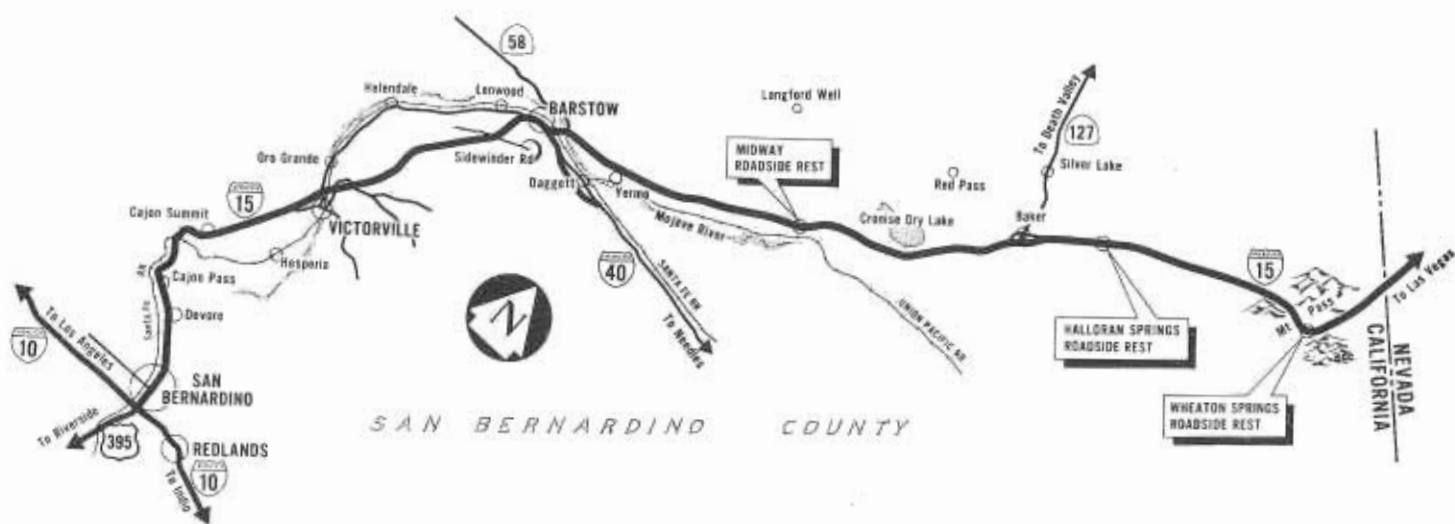 58
Helendale
Lenwood
BARSTOW
Langford Well
To Death Valley
127
MIDWAY
ROADSIDE REST
Oro Grande
Sidewinder Rd
Silver Lake
Daggett
Yermo
Red Pass
15
Cajon Summit
VICTORVILLE
Mojave River
Cronise Dry Lake
Baker
Hesperia
RR
Cajon Pass
Santa Fe
40
SANTA FE RR
15
To Las Vegas
N
Pass
Mt
Devore
To Los Angeles
10
To Needles
UNION PACIFIC RR
HALLORAN SPRINGS
ROADSIDE REST
NEVADA
CALIFORNIA
SAN
BERNARDINO
WHEATON SPRINGS
ROADSIDE REST
To Riverside
395
SAN BERNARDINO COUNTY
REDLANDS
10
To Indio